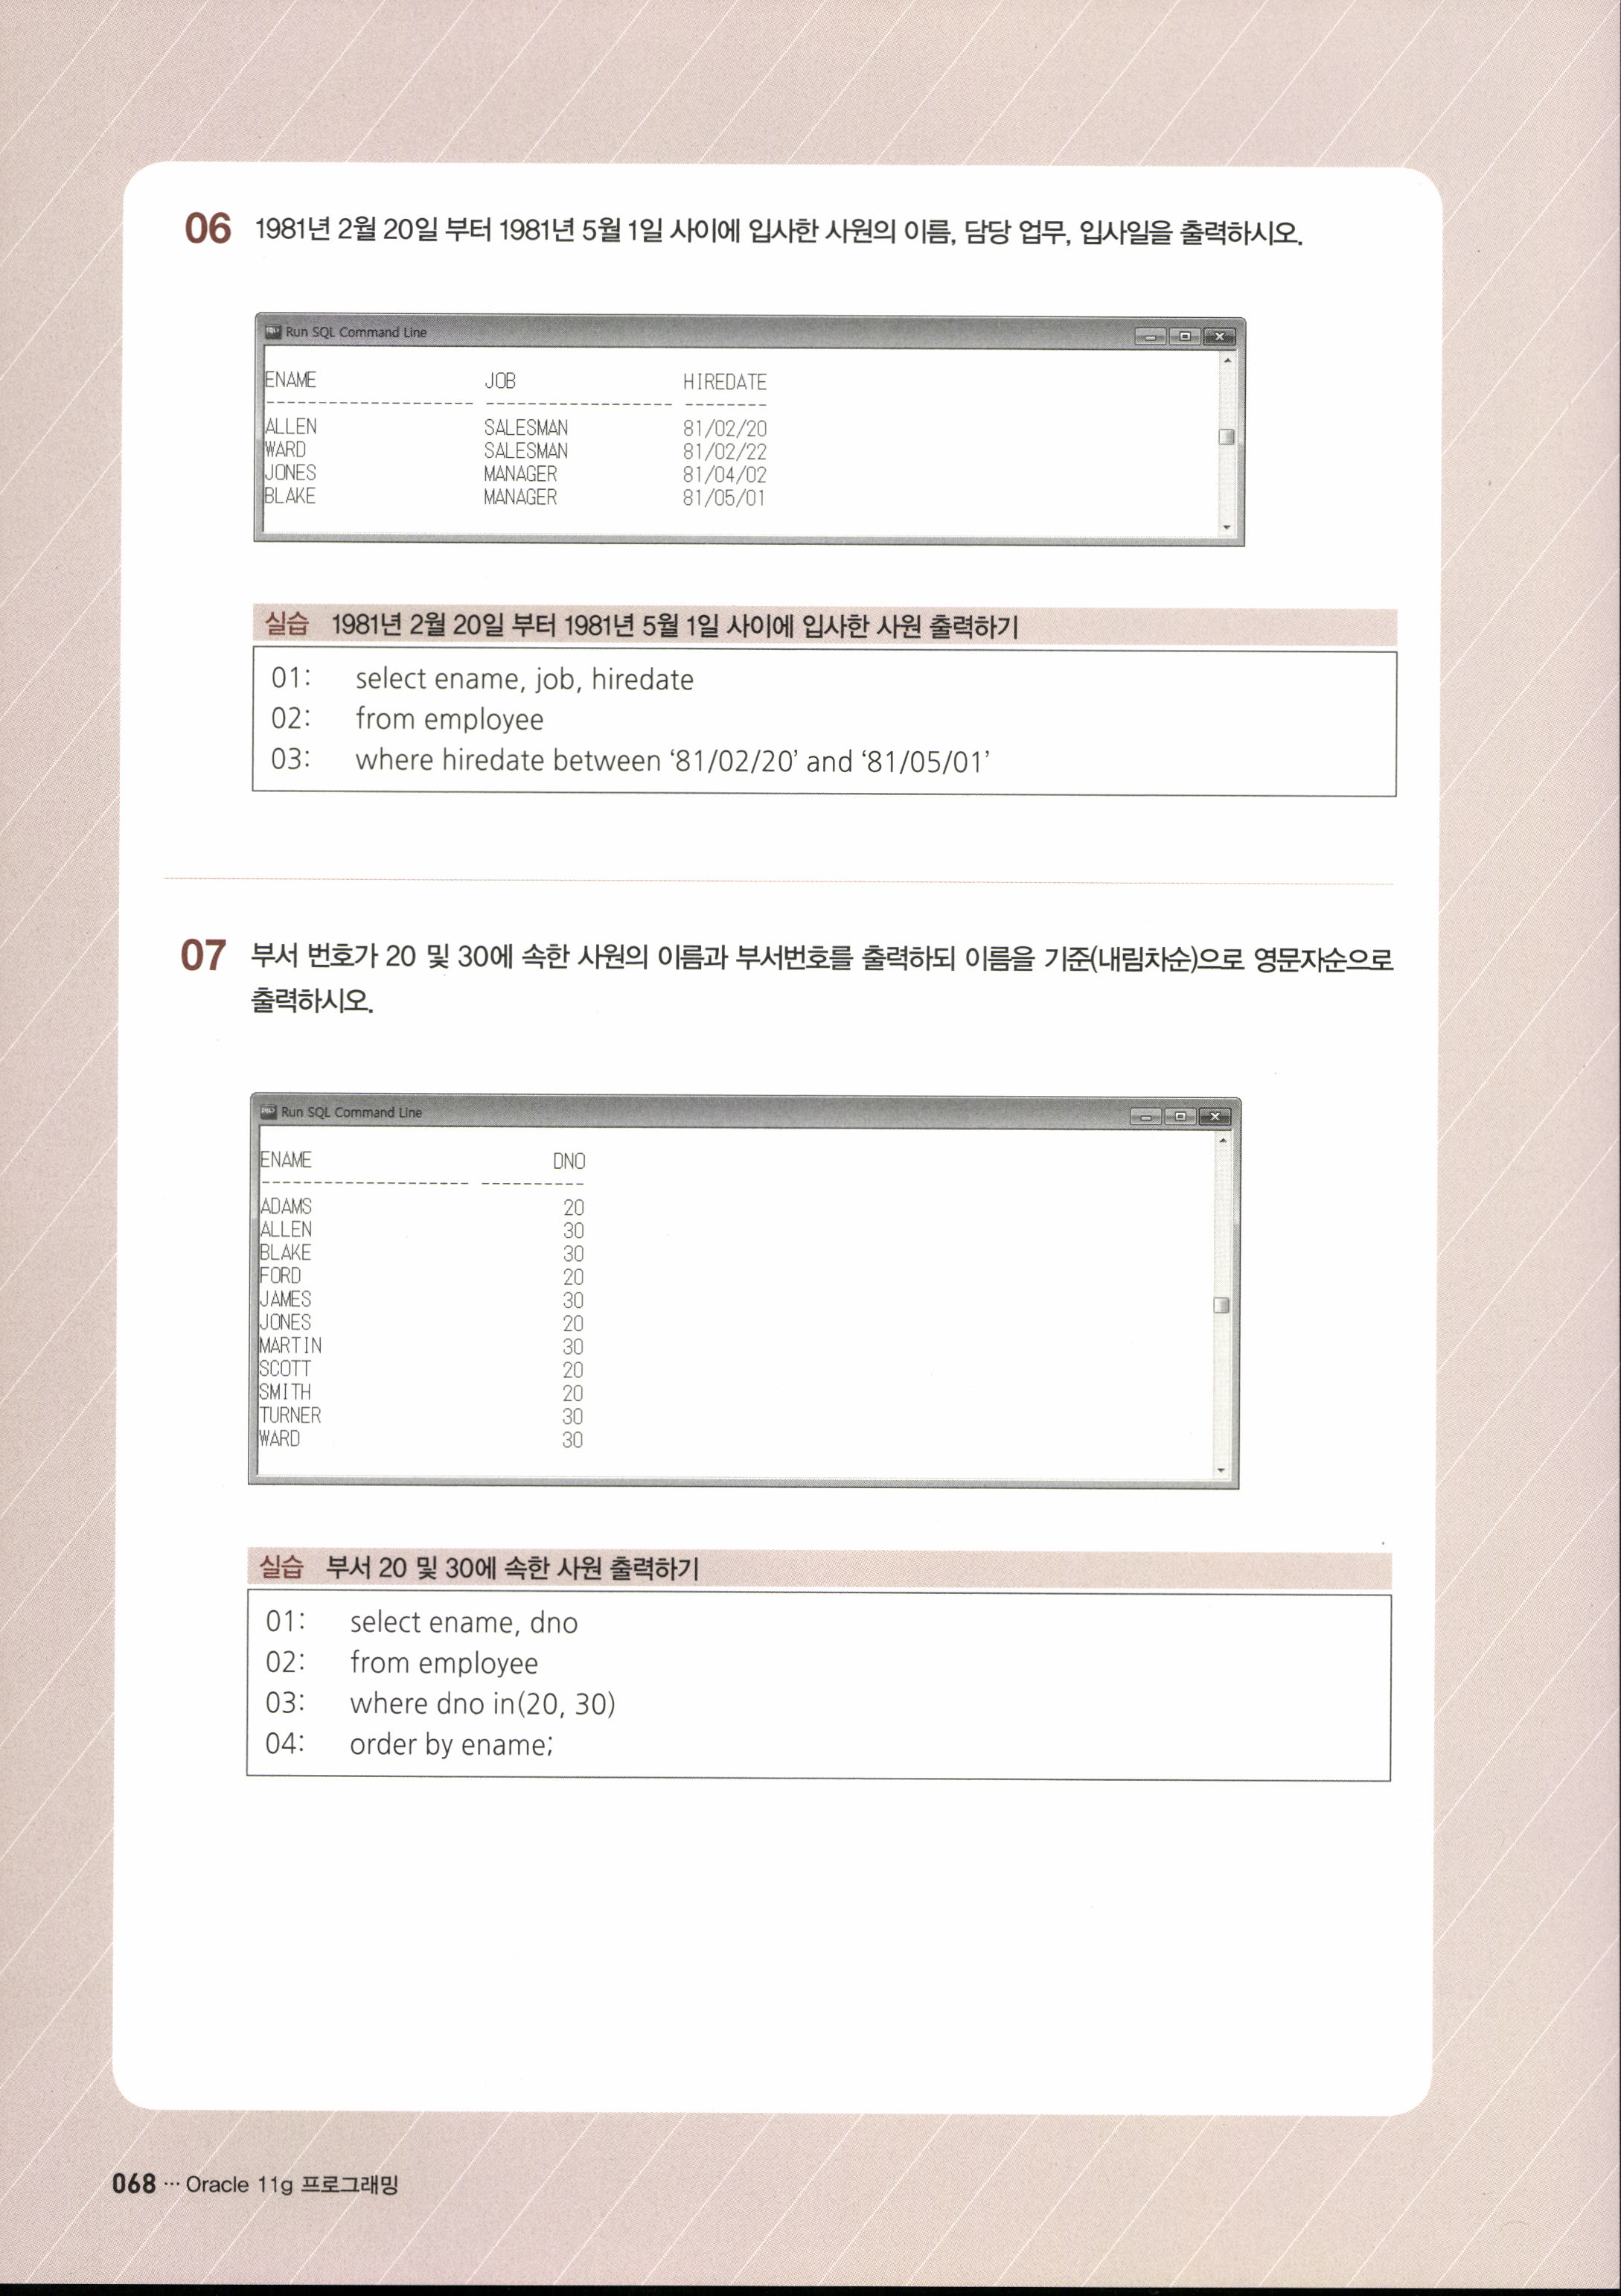 06 1981년 2월 20일 부터 1981년 5월 1일 사이에 입사한 사원의 이름, 담당 업무, 입사일을 출력하시오.
Run SQL Command Line
ENAME JOB HIREDATE
-------------------- ------------------ --------
ALLEN SALESMAN 81/02/20
WARD SALESMAN 81/02/22
JONES MANAGER 81/04/02
BLAKE MANAGER 81/05/01
실습 1981년 2월 20일 부터 1981년 5월 1일 사이에 입사한 사원 출력하기
01: select ename, job, hiredate
02: from employee
03: where hiredate between ‘81/02/20’ and ‘81/05/01’
07 부서 번호가 20 및 30에 속한 사원의 이름과 부서번호를 출력하되 이름을 기준(내림차순)으로 영문자순으로
출력하시오.
Run SQL Command Line
ENAME DNO
-------------------- ----------
ADAMS 20
ALLEN 30
BLAKE 30
FORD 20
JAMES 30
JONES 20
MARTIN 30
SCOTT 20
SMITH 20
TURNER 30
WARD 30
실습 부서 20 및 30에 속한 사원 출력하기
01: select ename, dno
02: from employee
03: where dno in(20, 30)
04: order by ename;
068 ··· Oracle 11g 프로그래밍